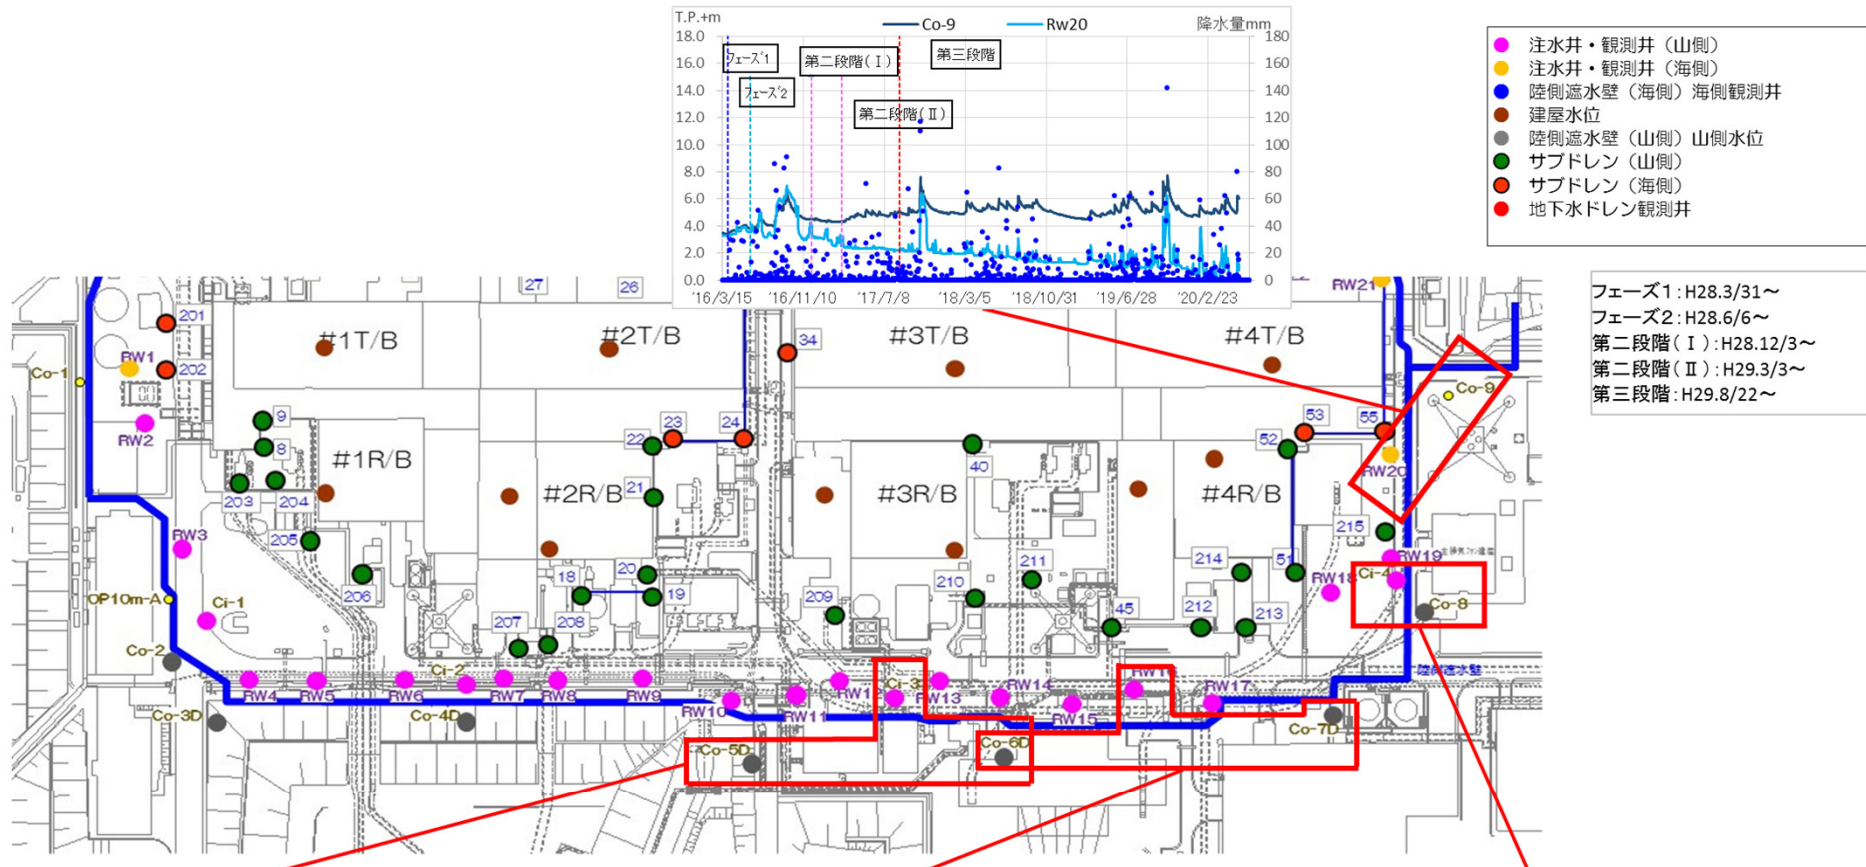 T.P.+m
Co-9
Rw20
降水量mm
18.0
16.0
14.0
12.0
10.0
8.0
6.0
4.0
2.0
0.0
180
160
140
120
100
80
60
40
20
0
フェーズ1
フェーズ2
第二段階(Ⅰ)
第二段階(Ⅱ)
第三段階
'16/3/15
'16/11/10
'17/7/8
'18/3/5
'18/10/31
'19/6/28
'20/2/23
注水井・観測井（山側）
注水井・観測井（海側）
陸側遮水壁（海側）海側観測井
建屋水位
陸側遮水壁（山側）山側水位
サブドレン（山側）
サブドレン（海側）
地下水ドレン観測井
フェーズ1：H28.3/31～
フェーズ2：H28.6/6～
第二段階(Ⅰ)：H28.12/3～
第二段階(Ⅱ)：H29.3/3～
第三段階：H29.8/22～
27
26
RW21
201
#1T/B
#2T/B
34
#3T/B
#4T/B
RW1
202
Co-1
Co-9
RW2
9
8
#1R/B
22
23
24
40
52
53
55
RW20
203
204
#2R/B
21
#3R/B
#4R/B
215
RW3
205
206
RW19
主排気ファン建屋
18
20
19
211
210
214
51
RW18
Ci-4
OP10m-A
Ci-1
209
45
212
213
Co-8
207
208
Co-2
陸側遮水壁
RW4
RW5
RW6
Ci-2
RW7
RW8
RW9
RW10
RW11
RW12
Ci-3
RW13
RW14
RW15
RW17
Co-3D
Co-4D
Co-5D
Co-6D
Co-7D